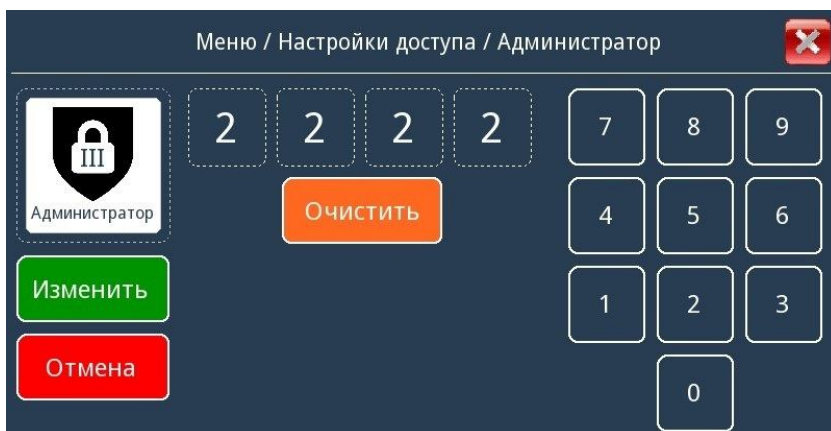 Меню / Настройки доступа / Администратор
III
Администратор
2 2 2 2
Очистить
Изменить
Отмена
7 8 9
4 5 6
1 2 3
0